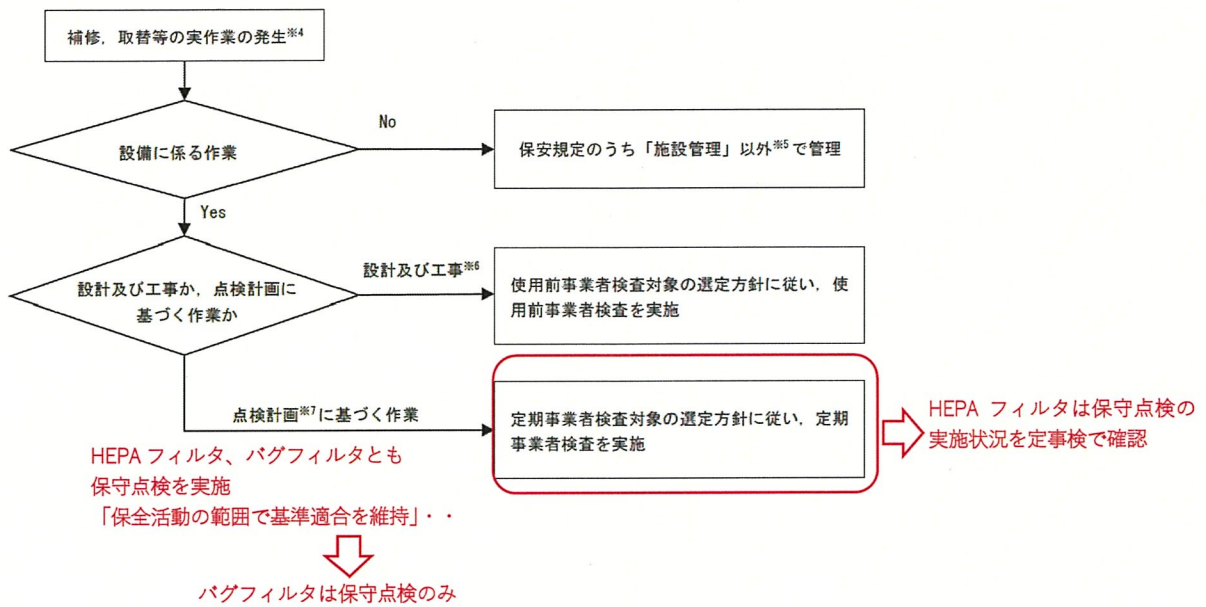 補修，取替等の実作業の発生※4
設備に係る作業
No
保安規定のうち「施設管理」以外※5で管理
Yes
設計及び工事か，点検計画に
基づく作業か
設計及び工事※6
使用前事業者検査対象の選定方針に従い，使
用前事業者検査を実施
点検計画※7に基づく作業
定期事業者検査対象の選定方針に従い，定期
事業者検査を実施
HEPA フィルタは保守点検の
実施状況を定事検で確認
HEPA フィルタ、バグフィルタとも
保守点検を実施
「保全活動の範囲で基準適合を維持」・・
バグフィルタは保守点検のみ